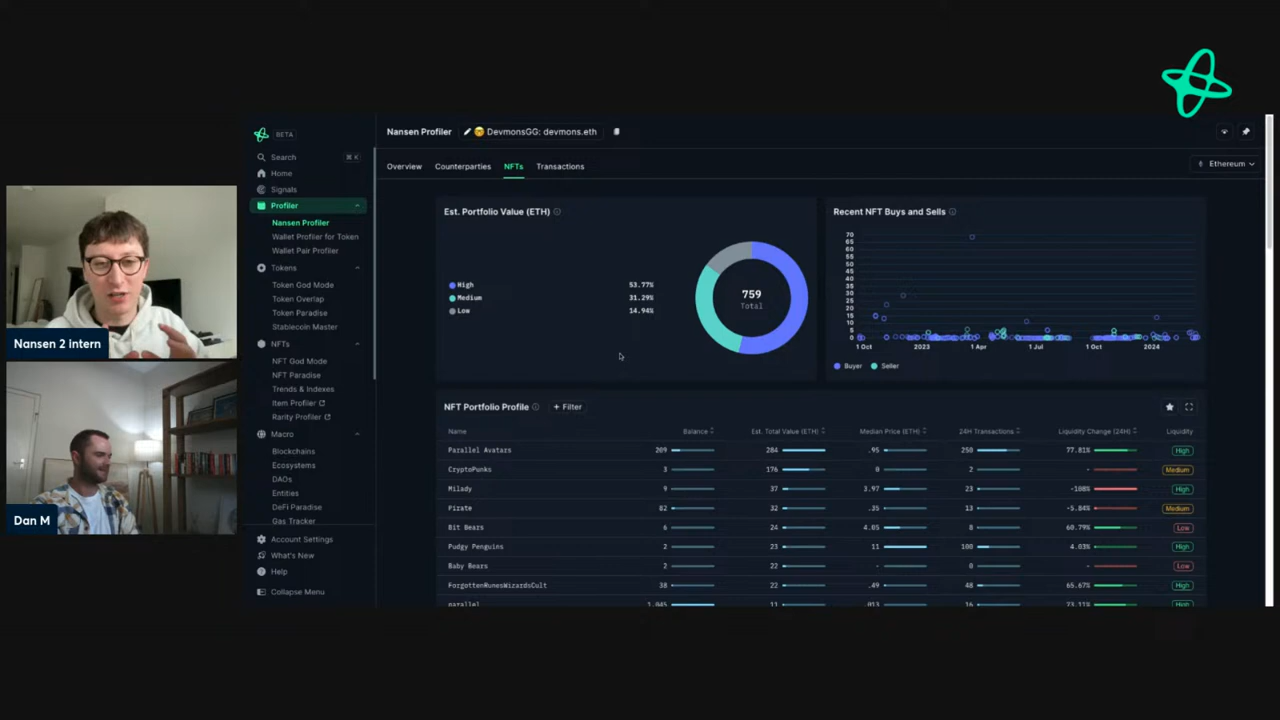 Nansen 2 Intern
Dan M
BETA
Search
⌘ K
Home
Signals
Profiler
Nansen Profiler
Wallet Profiler for Token
Wallet Pair Profiler
Tokens
Token God Mode
Token Overlap
Token Paradise
Stablecoin Master
NFTs
NFT God Mode
NFT Paradise
Trends & Indexes
Item Profiler
Rarity Profiler
Macro
Blockchains
Ecosystems
DAOs
Entities
DeFi Paradise
Gas Tracker
Account Settings
What's New
Help
Collapse Menu
Nansen Profiler DevmonsGG: devmons.eth
Overview Counterparties NFTs Transactions Ethereum
Est. Portfolio Value (ETH)
High 53.77%
Medium 31.29%
Low 14.94%
759
Total
Recent NFT Buys and Sells
70
65
60
55
50
45
40
35
30
25
20
15
10
5
0
1 Oct 2023 1 Apr 1 Jul 1 Oct 2024
Buyer Seller
NFT Portfolio Profile + Filter
Name Balance Est. Total Value (ETH) Median Price (ETH) 24H Transactions Liquidity Change (24H) Liquidity
Parallel Avatars 209 284 .95 250 77.81% High
CryptoPunks 3 176 0 2 - Medium
Milady 9 37 3.97 23 -108% High
Pirate 82 32 .35 13 -5.84% Medium
Bit Bears 6 24 4.05 8 60.79% Low
Pudgy Penguins 2 23 11 100 4.03% High
Baby Bears 2 22 - 0 - Low
ForgottenRunesWizardsCult 38 22 .49 48 65.67% High
parallel 1,045 11 .013 16 73.11% High